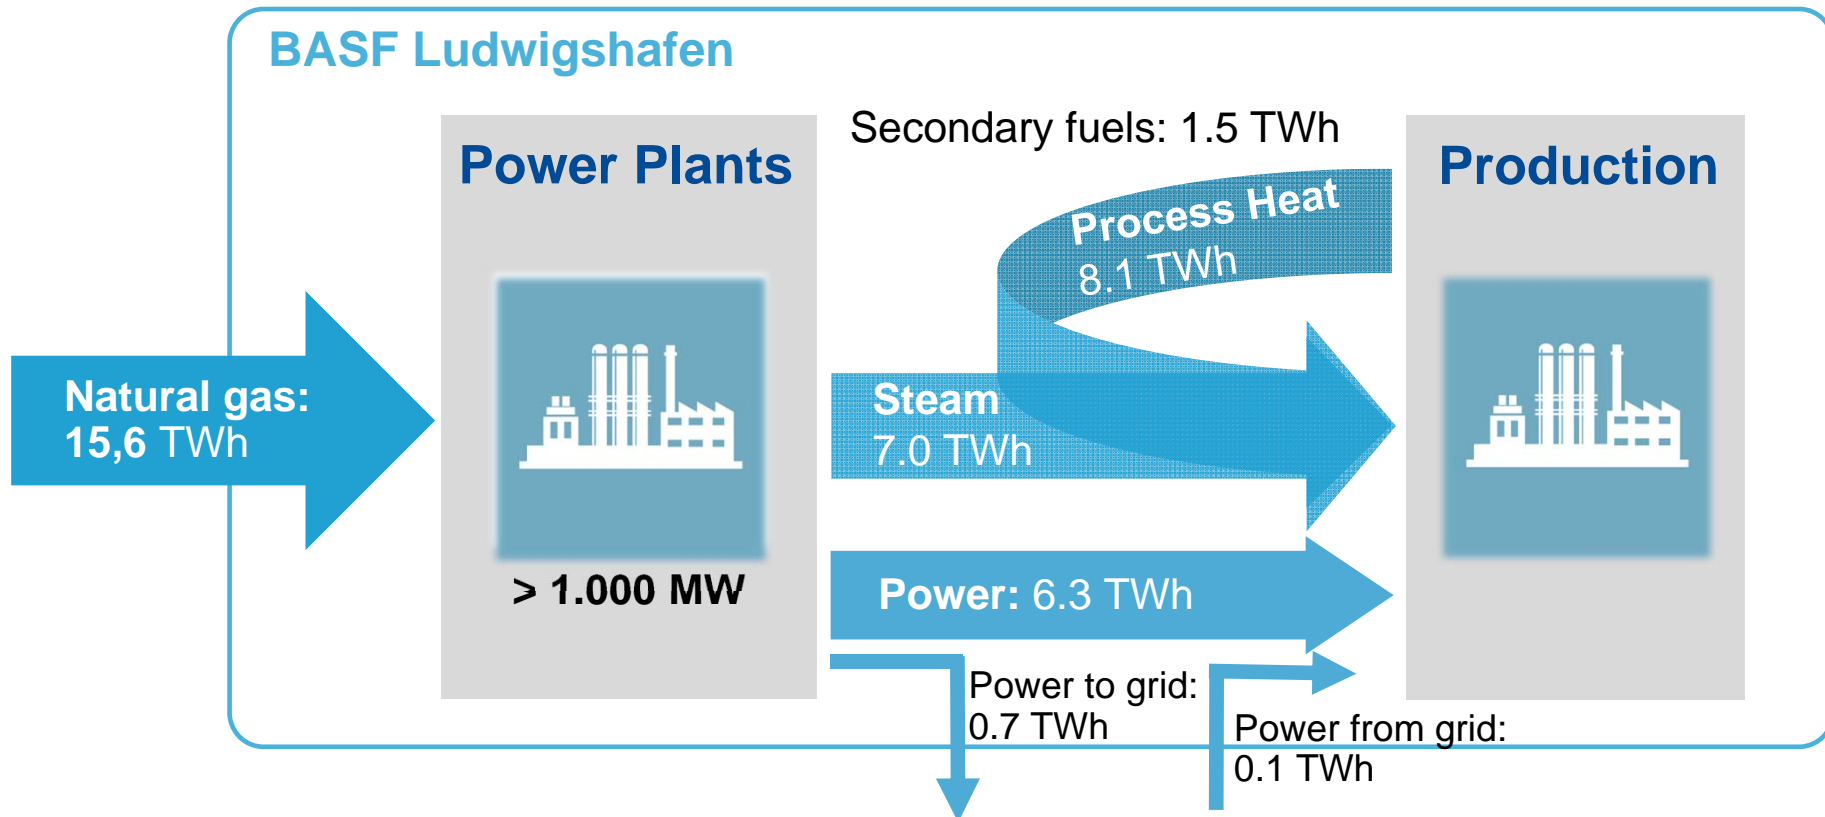 BASF Ludwigshafen
Secondary fuels: 1.5 TWh
Power Plants
Production
Process Heat
8.1 TWh
Natural gas:
15,6 TWh
Steam
7.0 TWh
> 1.000 MW
Power: 6.3 TWh
Power to grid:
0.7 TWh
Power from grid:
0.1 TWh